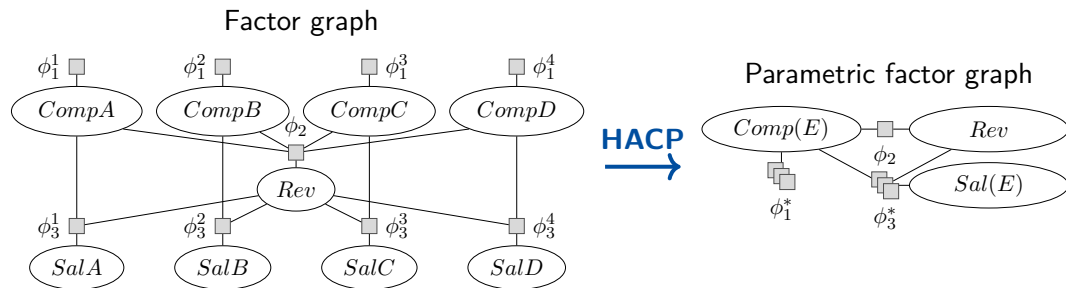 Factor graph
ϕ₁¹ ϕ₁² ϕ₁³ ϕ₁⁴
CompA CompB CompC CompD
ϕ₂
Rev
ϕ₃¹ ϕ₃² ϕ₃³ ϕ₃⁴
SalA SalB SalC SalD
HACP
Parametric factor graph
Comp(E) Rev
ϕ₂
Sal(E)
ϕ₁* ϕ₃*